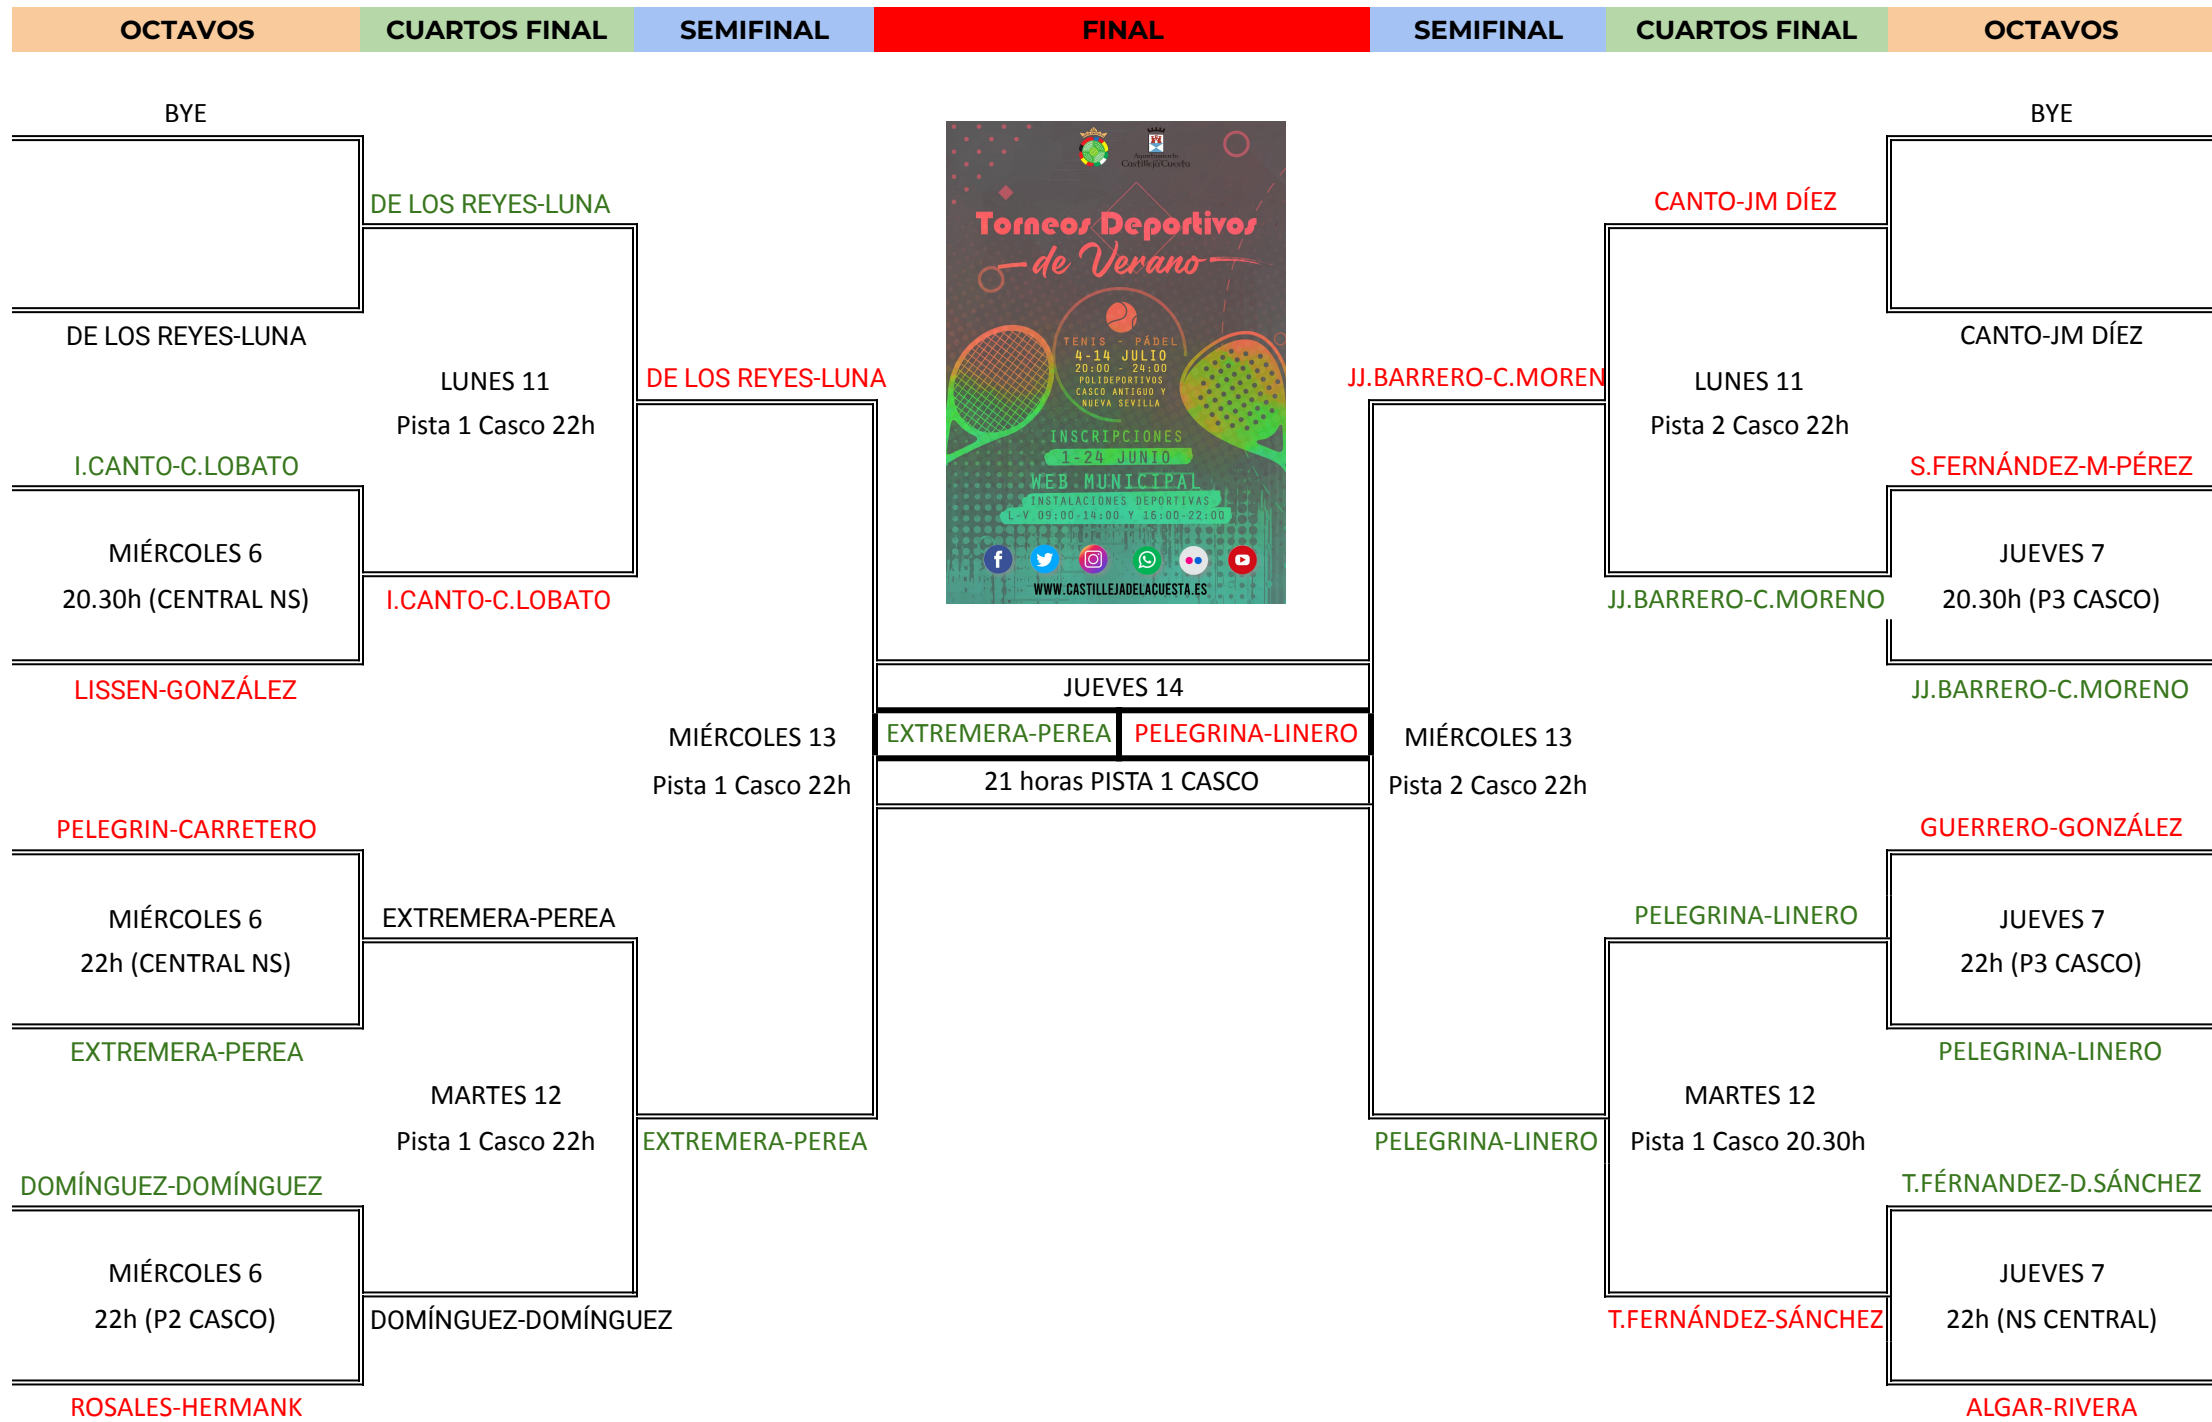 OCTAVOS
CUARTOS FINAL
SEMIFINAL
FINAL
SEMIFINAL
CUARTOS FINAL
OCTAVOS
BYE
DE LOS REYES-LUNA
I.CANTO-C.LOBATO
MIÉRCOLES 6
20.30h (CENTRAL NS)
LISSEN-GONZÁLEZ
PELEGRIN-CARRETERO
MIÉRCOLES 6
22h (CENTRAL NS)
EXTREMERA-PEREA
DOMÍNGUEZ-DOMÍNGUEZ
MIÉRCOLES 6
22h (P2 CASCO)
ROSALES-HERMANK
DE LOS REYES-LUNA
LUNES 11
Pista 1 Casco 22h
I.CANTO-C.LOBATO
EXTREMERA-PEREA
MARTES 12
Pista 1 Casco 22h
DOMÍNGUEZ-DOMÍNGUEZ
DE LOS REYES-LUNA
MIÉRCOLES 13
Pista 1 Casco 22h
EXTREMERA-PEREA
Ayuntamiento
Castilleja Cuesta
Torneos Deportivos
de Verano
TENIS - PÁDEL
4-14 JULIO
20:00 - 24:00
POLIDEPORTIVOS
CASCO ANTIGUO Y
NUEVA SEVILLA
INSCRIPCIONES
1-24 JUNIO
WEB MUNICIPAL
INSTALACIONES DEPORTIVAS
L-V 09:00-14:00 Y 16:00-22:00
WWW.CASTILLEJADELACUESTA.ES
JUEVES 14
EXTREMERA-PEREA
PELEGRINA-LINERO
21 horas PISTA 1 CASCO
JJ.BARRERO-C.MOREN
MIÉRCOLES 13
Pista 2 Casco 22h
PELEGRINA-LINERO
CANTO-JM DÍEZ
LUNES 11
Pista 2 Casco 22h
JJ.BARRERO-C.MORENO
PELEGRINA-LINERO
MARTES 12
Pista 1 Casco 20.30h
T.FERNÁNDEZ-SÁNCHEZ
BYE
CANTO-JM DÍEZ
S.FERNÁNDEZ-M-PÉREZ
JUEVES 7
20.30h (P3 CASCO)
JJ.BARRERO-C.MORENO
GUERRERO-GONZÁLEZ
JUEVES 7
22h (P3 CASCO)
PELEGRINA-LINERO
T.FÉRNANDEZ-D.SÁNCHEZ
JUEVES 7
22h (NS CENTRAL)
ALGAR-RIVERA